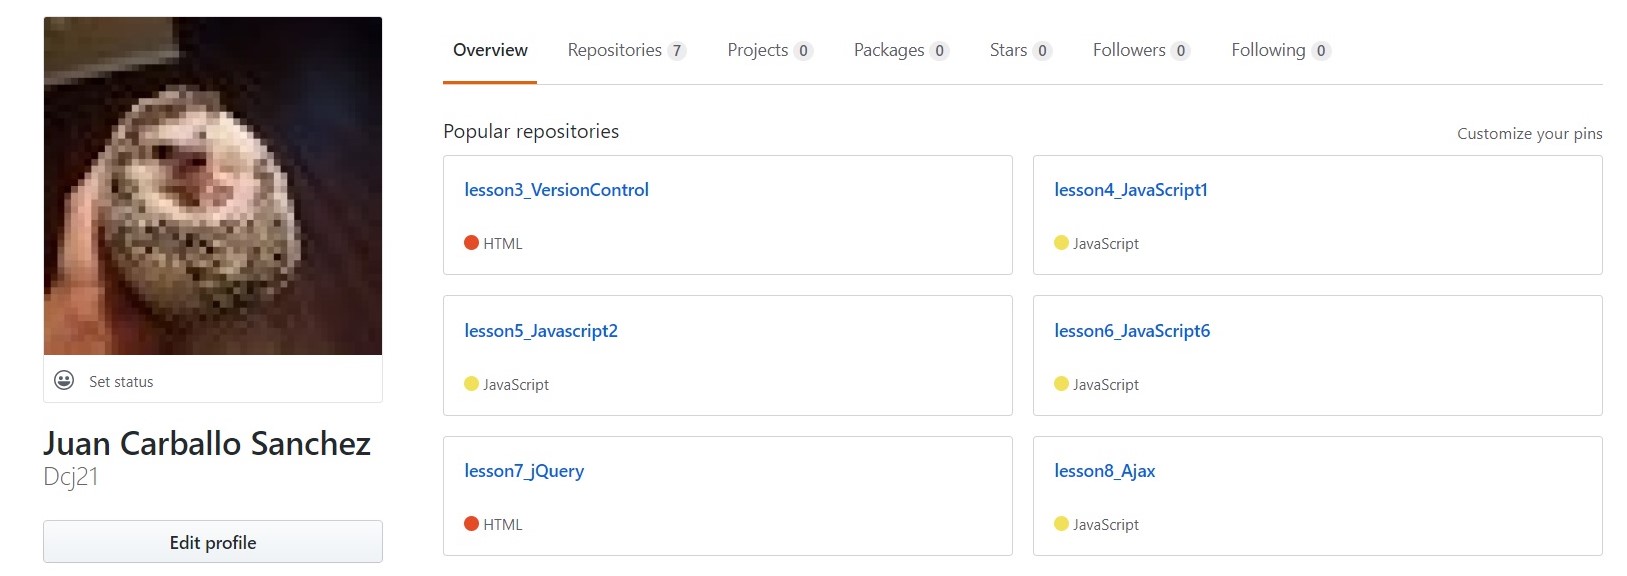 Overview Repositories 7 Projects 0 Packages 0 Stars 0 Followers 0 Following 0
Popular repositories
Customize your pins
lesson3_VersionControl
HTML
lesson4_JavaScript1
JavaScript
lesson5_Javascript2
JavaScript
lesson6_JavaScript6
JavaScript
lesson7_jQuery
HTML
lesson8_Ajax
JavaScript
Set status
Juan Carballo Sanchez
Dcj21
Edit profile